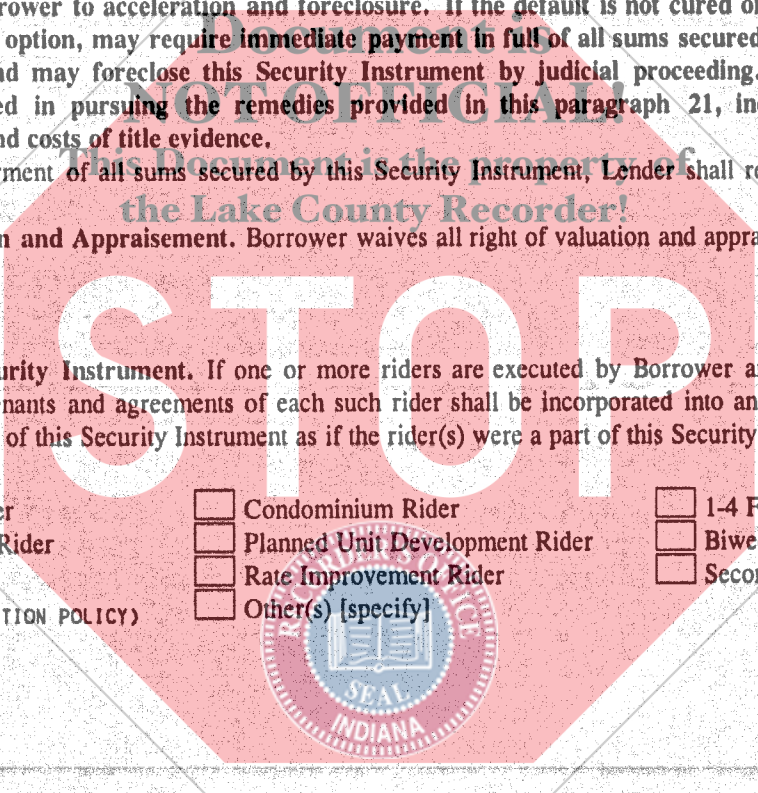 rower to acceleration and foreclosure. If the default is not cured or
Document is
option, may require immediate payment in full of all sums secured
nd may foreclose this Security Instrument by judicial proceeding.
NOT OFFICIAL!
ed in pursuing the remedies provided in this paragraph 21, in
nd costs of title evidence.
This Document is the property of
yment of all sums secured by this Security Instrument, Lender shall re
the Lake County Recorder!
n and Appraisement. Borrower waives all right of valuation and appra
STOP
urity Instrument. If one or more riders are executed by Borrower a
nants and agreements of each such rider shall be incorporated into an
of this Security Instrument as if the rider(s) were a part of this Security
er Condominium Rider 1-4 F
Rider Planned Unit Development Rider Biwe
Rate Improvement Rider Secon
TION POLICY) Other(s) [specify]
RECORDER'S OFFICE
SEAL
INDIANA